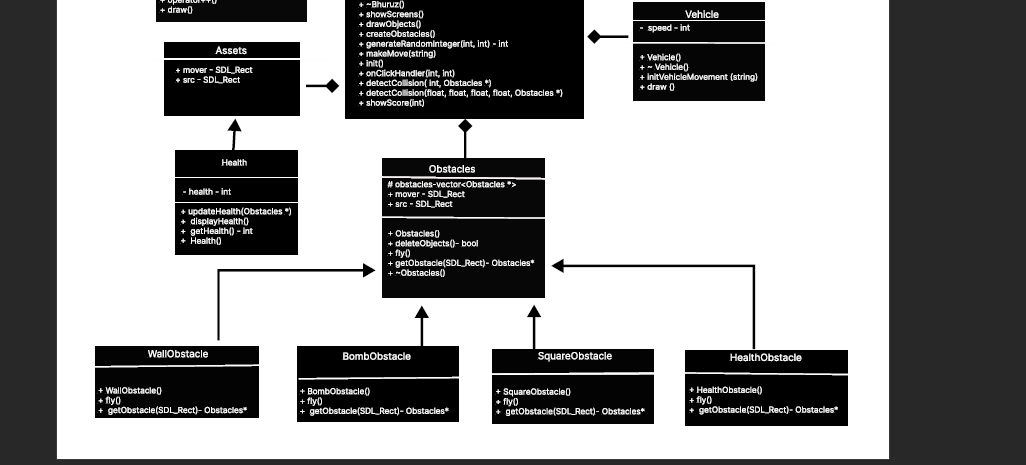 + draw()
Assets
+ mover - SDL_Rect
+ src - SDL_Rect
Health
- health - int
+ updateHealth(Obstacles *)
+ displayHealth()
+ getHealth() - int
+ Health()
+ ~Bhuruz()
+ showScreens()
+ drawObjects()
+ createObstacles()
+ generateRandomInteger(int, int) - int
+ makeMove(string)
+ init()
+ onClickHandler(int, int)
+ detectCollision( int, Obstacles *)
+ detectCollision(float, float, float, float, Obstacles *)
+ showScore(int)
Vehicle
- speed - int
+ Vehicle()
+ ~ Vehicle()
+ initVehicleMovement (string)
+ draw ()
Obstacles
# obstacles-vector<Obstacles *>
+ mover - SDL_Rect
+ src - SDL_Rect
+ Obstacles()
+ deleteObjects()- bool
+ fly()
+ getObstacle(SDL_Rect)- Obstacles*
+ ~Obstacles()
WallObstacle
+ WallObstacle()
+ fly()
+ getObstacle(SDL_Rect)- Obstacles*
BombObstacle
+ BombObstacle()
+ fly()
+ getObstacle(SDL_Rect)- Obstacles*
SquareObstacle
+ SquareObstacle()
+ fly()
+ getObstacle(SDL_Rect)- Obstacles*
HealthObstacle
+ HealthObstacle()
+ fly()
+ getObstacle(SDL_Rect)- Obstacles*